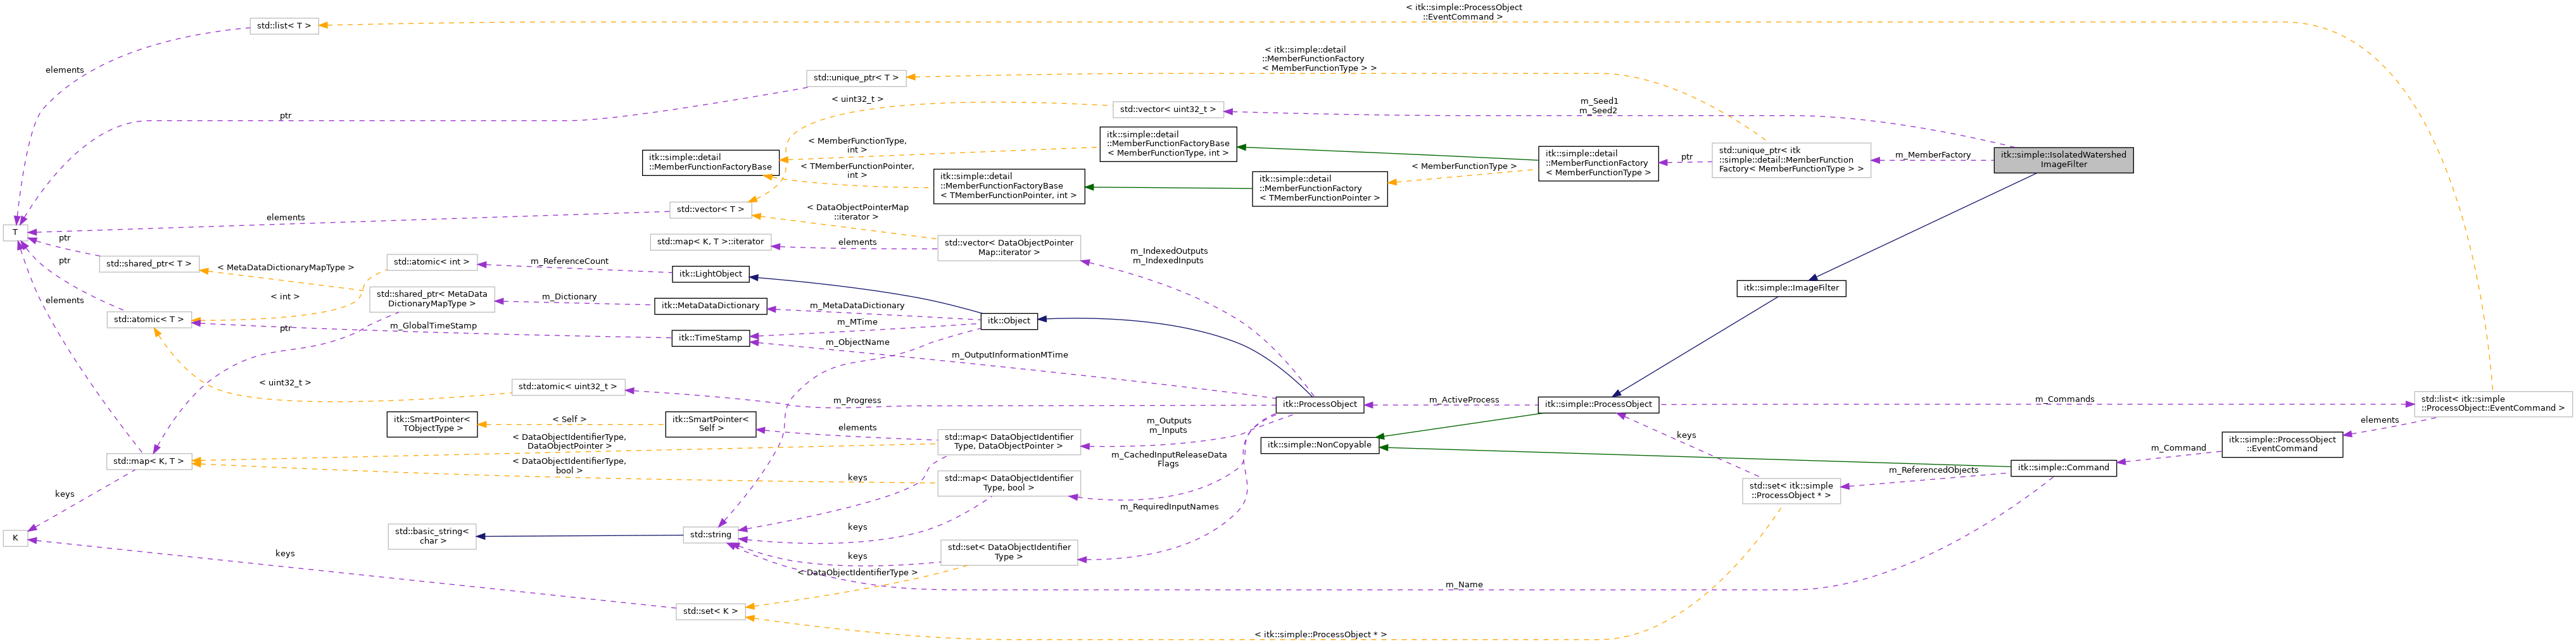 < itk::simple::ProcessObject
::EventCommand >
std::list< T >
< itk::simple::detail
::MemberFunctionFactory
< MemberFunctionType > >
elements
std::unique_ptr< T >
< uint32_t >
std::vector< uint32_t >
m_Seed1
m_Seed2
ptr
itk::simple::detail
::MemberFunctionFactoryBase
< MemberFunctionType,
int >
itk::simple::detail
::MemberFunctionFactoryBase
< MemberFunctionType, int >
itk::simple::detail
::MemberFunctionFactory
< MemberFunctionType >
ptr
std::unique_ptr< itk
::simple::detail::MemberFunction
Factory< MemberFunctionType > >
m_MemberFactory
itk::simple::IsolatedWatershed
ImageFilter
< TMemberFunctionPointer,
int >
itk::simple::detail
::MemberFunctionFactoryBase
< TMemberFunctionPointer, int >
itk::simple::detail
::MemberFunctionFactory
< TMemberFunctionPointer >
< MemberFunctionType >
elements
std::vector< T >
< DataObjectPointerMap
::iterator >
T
ptr
std::map< K, T >::iterator
elements
std::vector< DataObjectPointer
Map::iterator >
m_IndexedOutputs
m_IndexedInputs
std::shared_ptr< T >
ptr
< MetaDataDictionaryMapType >
std::atomic< int >
m_ReferenceCount
itk::LightObject
itk::simple::ImageFilter
elements
< int >
std::shared_ptr< MetaData
DictionaryMapType >
m_Dictionary
itk::MetaDataDictionary
m_MetaDataDictionary
itk::Object
std::atomic< T >
ptr
m_GlobalTimeStamp
itk::TimeStamp
m_MTime
m_ObjectName
m_OutputInformationMTime
< uint32_t >
std::atomic< uint32_t >
m_Progress
itk::ProcessObject
m_ActiveProcess
itk::simple::ProcessObject
m_Commands
std::list< itk::simple
::ProcessObject::EventCommand >
itk::SmartPointer<
TObjectType >
< Self >
itk::SmartPointer<
Self >
elements
std::map< DataObjectIdentifier
Type, DataObjectPointer >
m_Outputs
m_Inputs
itk::simple::NonCopyable
keys
elements
itk::simple::ProcessObject
::EventCommand
m_Command
itk::simple::Command
< DataObjectIdentifierType,
DataObjectPointer >
std::map< K, T >
< DataObjectIdentifierType,
bool >
keys
std::map< DataObjectIdentifier
Type, bool >
m_CachedInputReleaseData
Flags
m_ReferencedObjects
std::set< itk::simple
::ProcessObject * >
keys
m_RequiredInputNames
K
std::basic_string<
char >
std::string
keys
keys
keys
std::set< DataObjectIdentifier
Type >
< DataObjectIdentifierType >
m_Name
std::set< K >
< itk::simple::ProcessObject * >